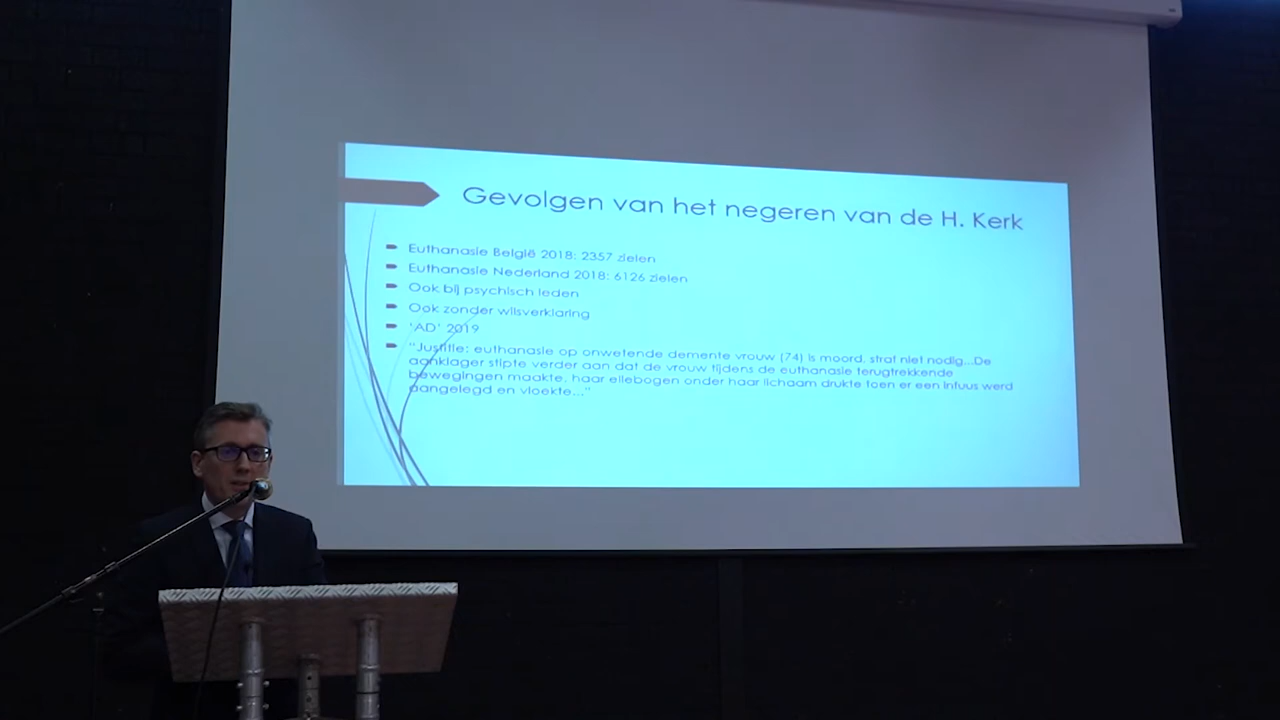 Gevolgen van het negeren van de H. Kerk
Euthanasie België 2018: 2357 zielen
Euthanasie Nederland 2018: 6126 zielen
Ook bij psychisch leden
Ook zonder wilsverklaring
'AD' 2019
"Justitie: euthanasie op onwetende demente vrouw (74) is moord, straf niet nodig...De
aanklager stipte verder aan dat de vrouw tijdens de euthanasie terugtrekkende
bewegingen maakte, haar ellebogen onder haar lichaam drukte toen er een infuus werd
aangelegd en vloekte..."